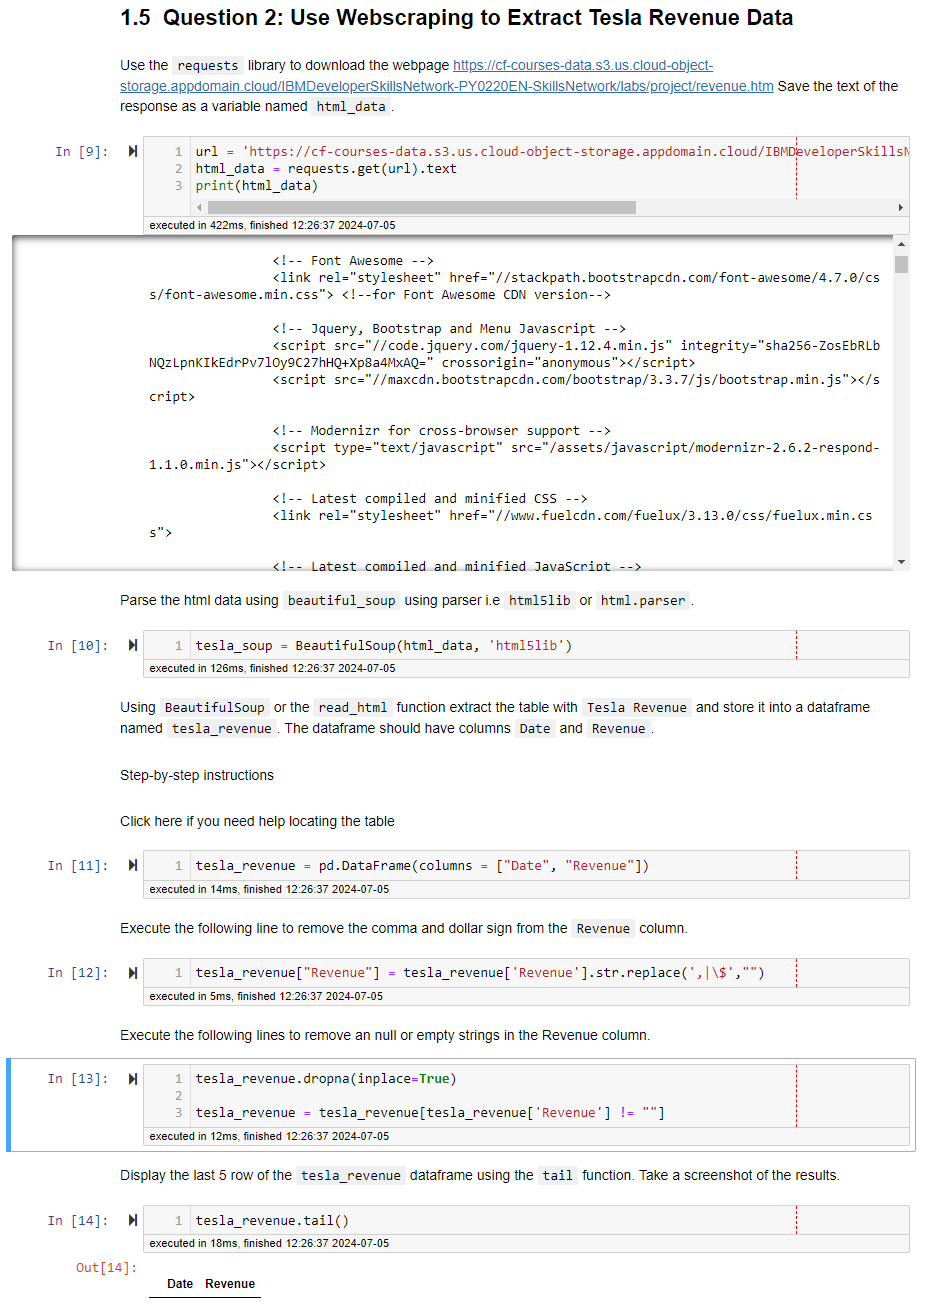 1.5 Question 2: Use Webscraping to Extract Tesla Revenue Data
Use the requests library to download the webpage https://cf-courses-data.s3.us.cloud-object-
storage.appdomain.cloud/IBMDeveloperSkillsNetwork-PY0220EN-SkillsNetwork/labs/project/revenue.htm Save the text of the
response as a variable named html_data .
In [9]:
1 url = 'https://cf-courses-data.s3.us.cloud-object-storage.appdomain.cloud/IBMDeveloperSkillsN
2 html_data = requests.get(url).text
3 print(html_data)
executed in 422ms, finished 12:26:37 2024-07-05
<!-- Font Awesome -->
<link rel="stylesheet" href="//stackpath.bootstrapcdn.com/font-awesome/4.7.0/cs
s/font-awesome.min.css"> <!--for Font Awesome CDN version-->
<!-- Jquery, Bootstrap and Menu Javascript -->
<script src="//code.jquery.com/jquery-1.12.4.min.js" integrity="sha256-ZosEbRLb
NQzLpnKIkEdrPv7lOy9C27hHQ+Xp8a4MxAQ=" crossorigin="anonymous"></script>
<script src="//maxcdn.bootstrapcdn.com/bootstrap/3.3.7/js/bootstrap.min.js"></s
cript>
<!-- Modernizr for cross-browser support -->
<script type="text/javascript" src="/assets/javascript/modernizr-2.6.2-respond-
1.1.0.min.js"></script>
<!-- Latest compiled and minified CSS -->
<link rel="stylesheet" href="//www.fuelcdn.com/fuelux/3.13.0/css/fuelux.min.cs
s">
<!-- Latest compiled and minified JavaScript -->
Parse the html data using beautiful_soup using parser i.e html5lib or html.parser .
In [10]:
1 tesla_soup = BeautifulSoup(html_data, 'html5lib')
executed in 126ms, finished 12:26:37 2024-07-05
Using BeautifulSoup or the read_html function extract the table with Tesla Revenue and store it into a dataframe
named tesla_revenue . The dataframe should have columns Date and Revenue .
Step-by-step instructions
Click here if you need help locating the table
In [11]:
1 tesla_revenue = pd.DataFrame(columns = ["Date", "Revenue"])
executed in 14ms, finished 12:26:37 2024-07-05
Execute the following line to remove the comma and dollar sign from the Revenue column.
In [12]:
1 tesla_revenue["Revenue"] = tesla_revenue['Revenue'].str.replace(',|\$',"")
executed in 5ms, finished 12:26:37 2024-07-05
Execute the following lines to remove an null or empty strings in the Revenue column.
In [13]:
1 tesla_revenue.dropna(inplace=True)
2
3 tesla_revenue = tesla_revenue[tesla_revenue['Revenue'] != ""]
executed in 12ms, finished 12:26:37 2024-07-05
Display the last 5 row of the tesla_revenue dataframe using the tail function. Take a screenshot of the results.
In [14]:
1 tesla_revenue.tail()
executed in 18ms, finished 12:26:37 2024-07-05
Out[14]:
Date Revenue